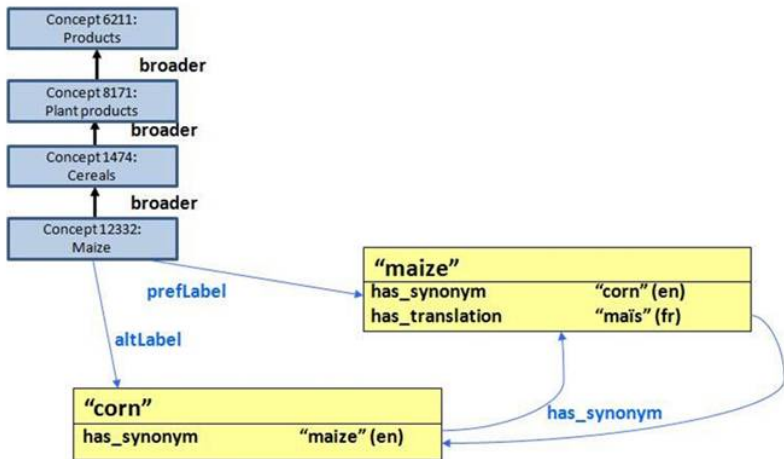 Concept 6211:
Products
broader
Concept 8171:
Plant products
broader
Concept 1474:
Cereals
broader
Concept 12332:
Maize
prefLabel
altLabel
“maize”
has_synonym “corn” (en)
has_translation “maïs” (fr)
has_synonym
“corn”
has_synonym “maize” (en)